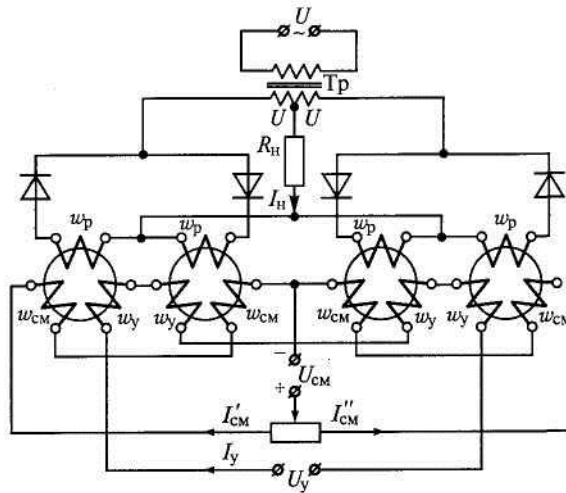 U
~
Тр
U U
Rн
Iн
wр wр wр wр
wсм wу wу wсм wсм wу wу wсм
−
Uсм
+
I′см I″см
Iу Uу